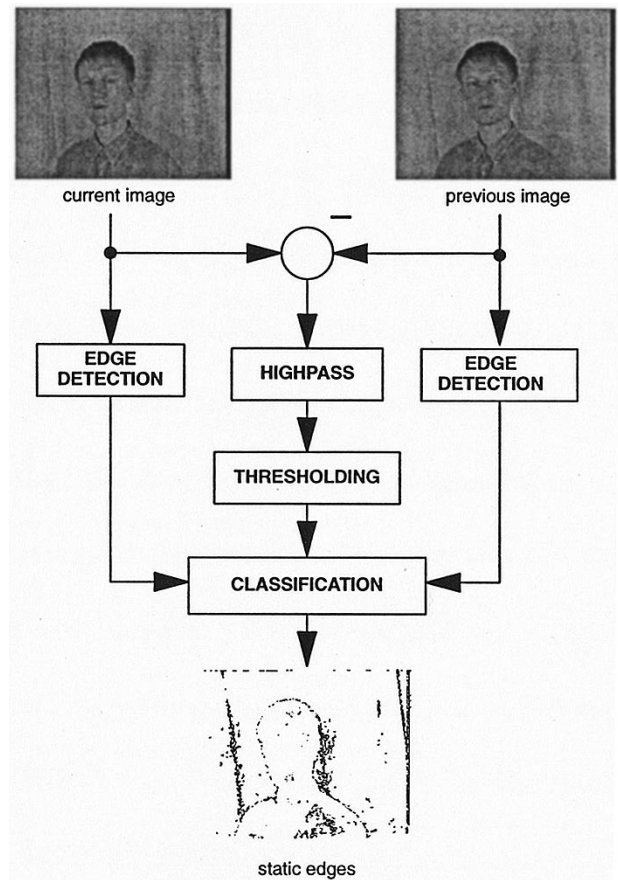 current image
previous image
–
EDGE
DETECTION
HIGHPASS
EDGE
DETECTION
THRESHOLDING
CLASSIFICATION
static edges